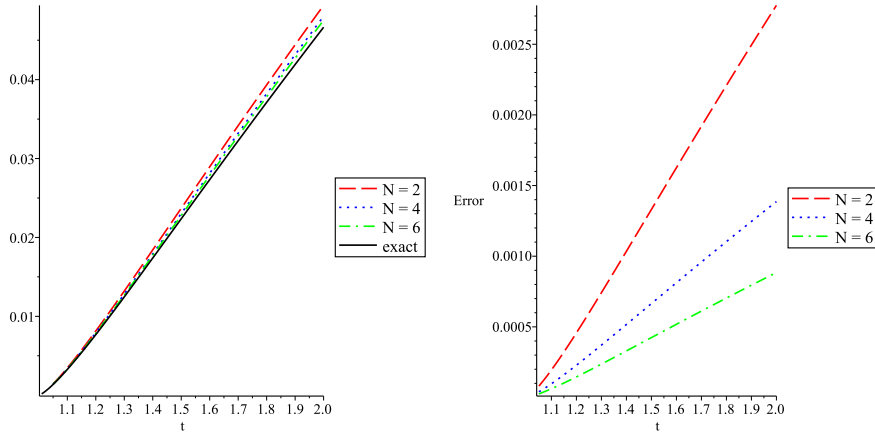 0.04
0.03
0.02
0.01
1.1 1.2 1.3 1.4 1.5 1.6 1.7 1.8 1.9 2.0
t
N = 2
N = 4
N = 6
exact
0.0025
0.0020
0.0015
Error
0.0010
0.0005
1.1 1.2 1.3 1.4 1.5 1.6 1.7 1.8 1.9 2.0
t
N = 2
N = 4
N = 6